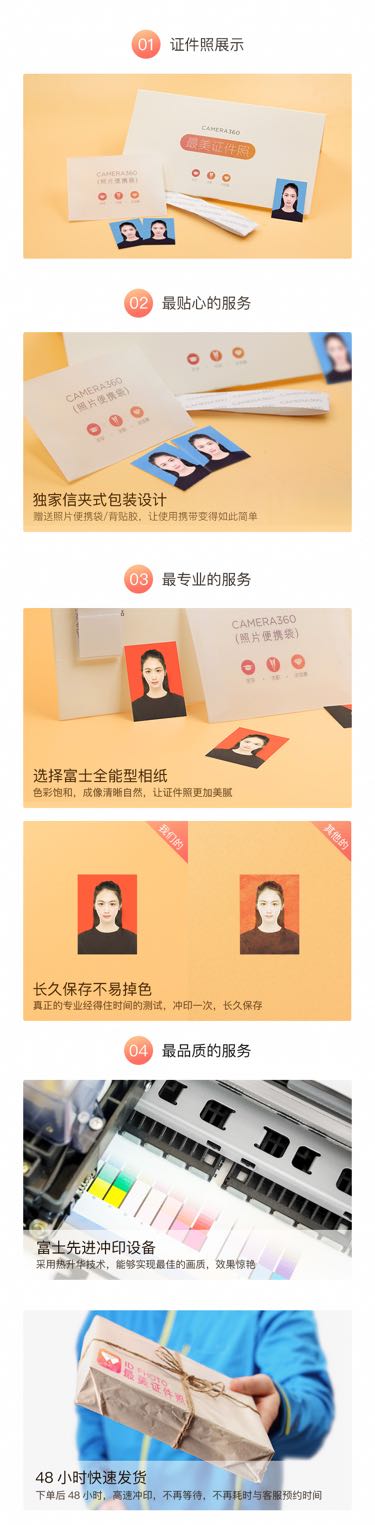 01 证件照展示
CAMERA360
最美证件照
CAMERA360
(照片便携袋)
02 最贴心的服务
CAMERA360
(照片便携袋)
独家信夹式包装设计
赠送照片便携袋/背贴胶，让使用携带变得如此简单
03 最专业的服务
CAMERA360
(照片便携袋)
选择富士全能型相纸
色彩饱和，成像清晰自然，让证件照更加美腻
我们的
其他的
长久保存不易掉色
真正的专业经得住时间的测试，冲印一次，长久保存
04 最品质的服务
富士先进冲印设备
采用热升华技术，能够实现最佳的画质，效果惊艳
ID PHOTO
最美证件照
48 小时快速发货
下单后 48 小时，高速冲印，不再等待，不再耗时与客服预约时间